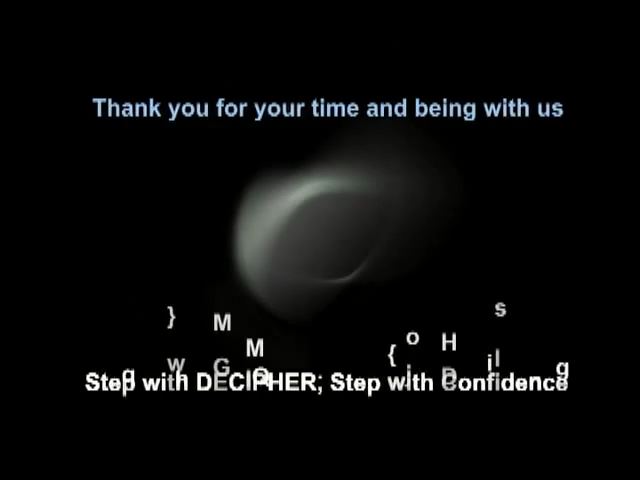 Thank you for your time and being with us
s
} M o H
M {
w G i l g
Step with DECIPHER; Step with Confidence